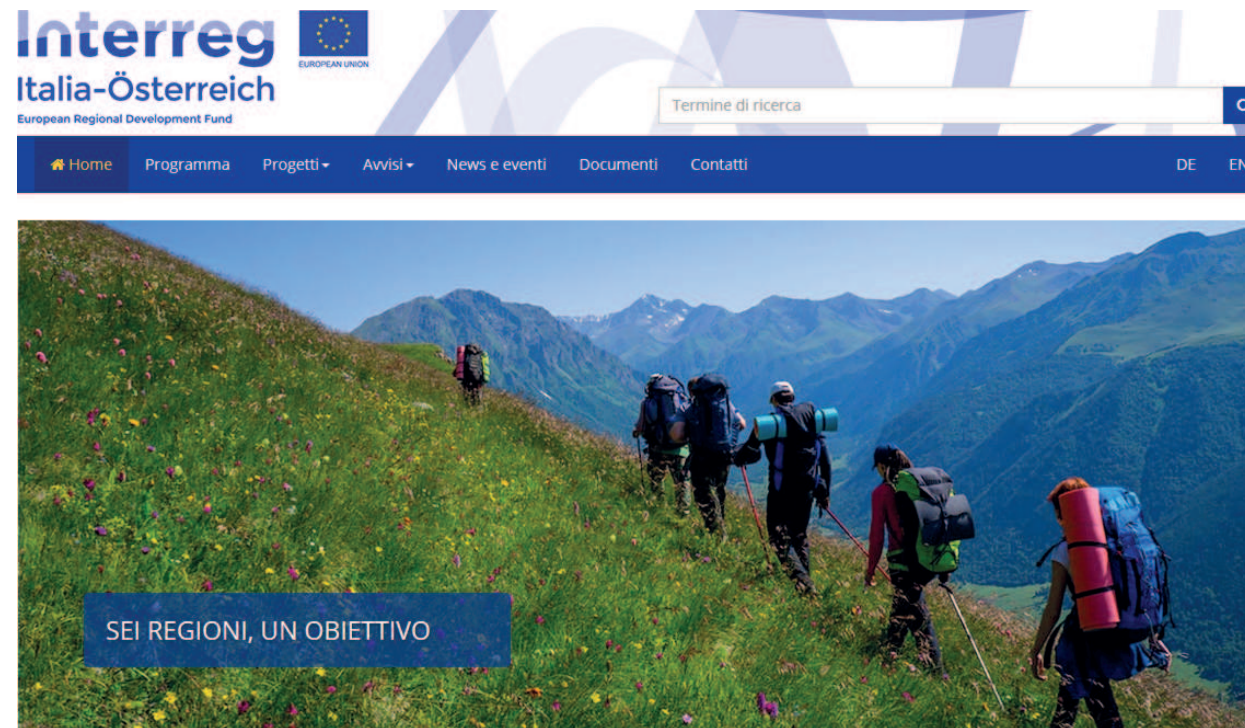 Interreg
EUROPEAN UNION
Italia-Österreich
European Regional Development Fund
Termine di ricerca
Home Programma Progetti Avvisi News e eventi Documenti Contatti DE EN
SEI REGIONI, UN OBIETTIVO